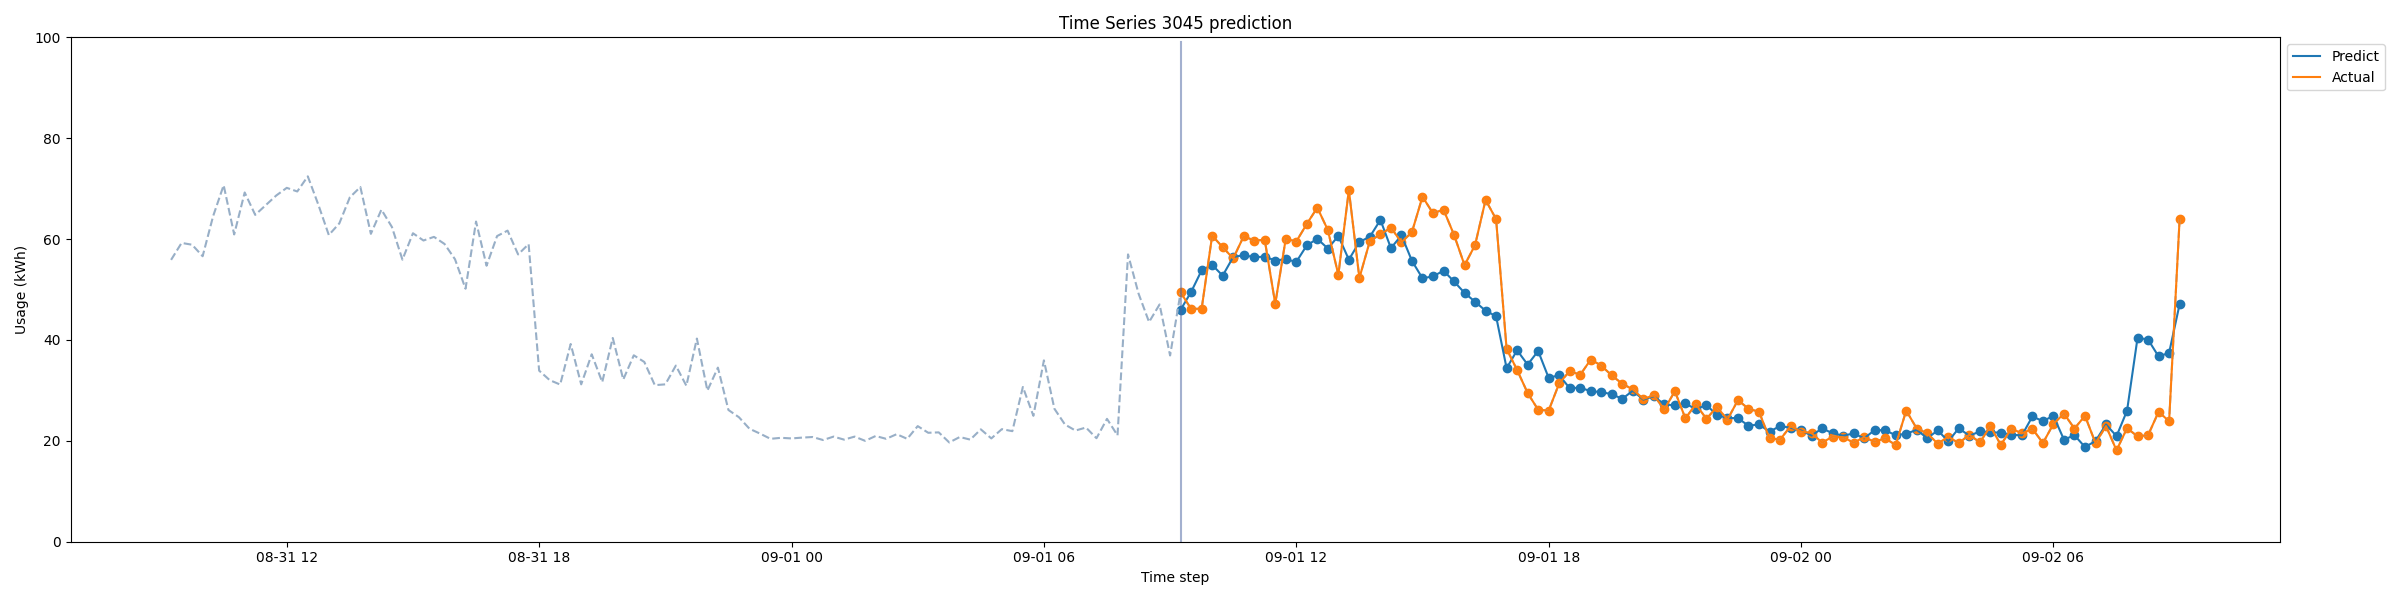 Time Series 3045 prediction
Predict
Actual
Usage (kWh)
100
80
60
40
20
0
08-31 12
08-31 18
09-01 00
09-01 06
09-01 12
09-01 18
09-02 00
09-02 06
Time step